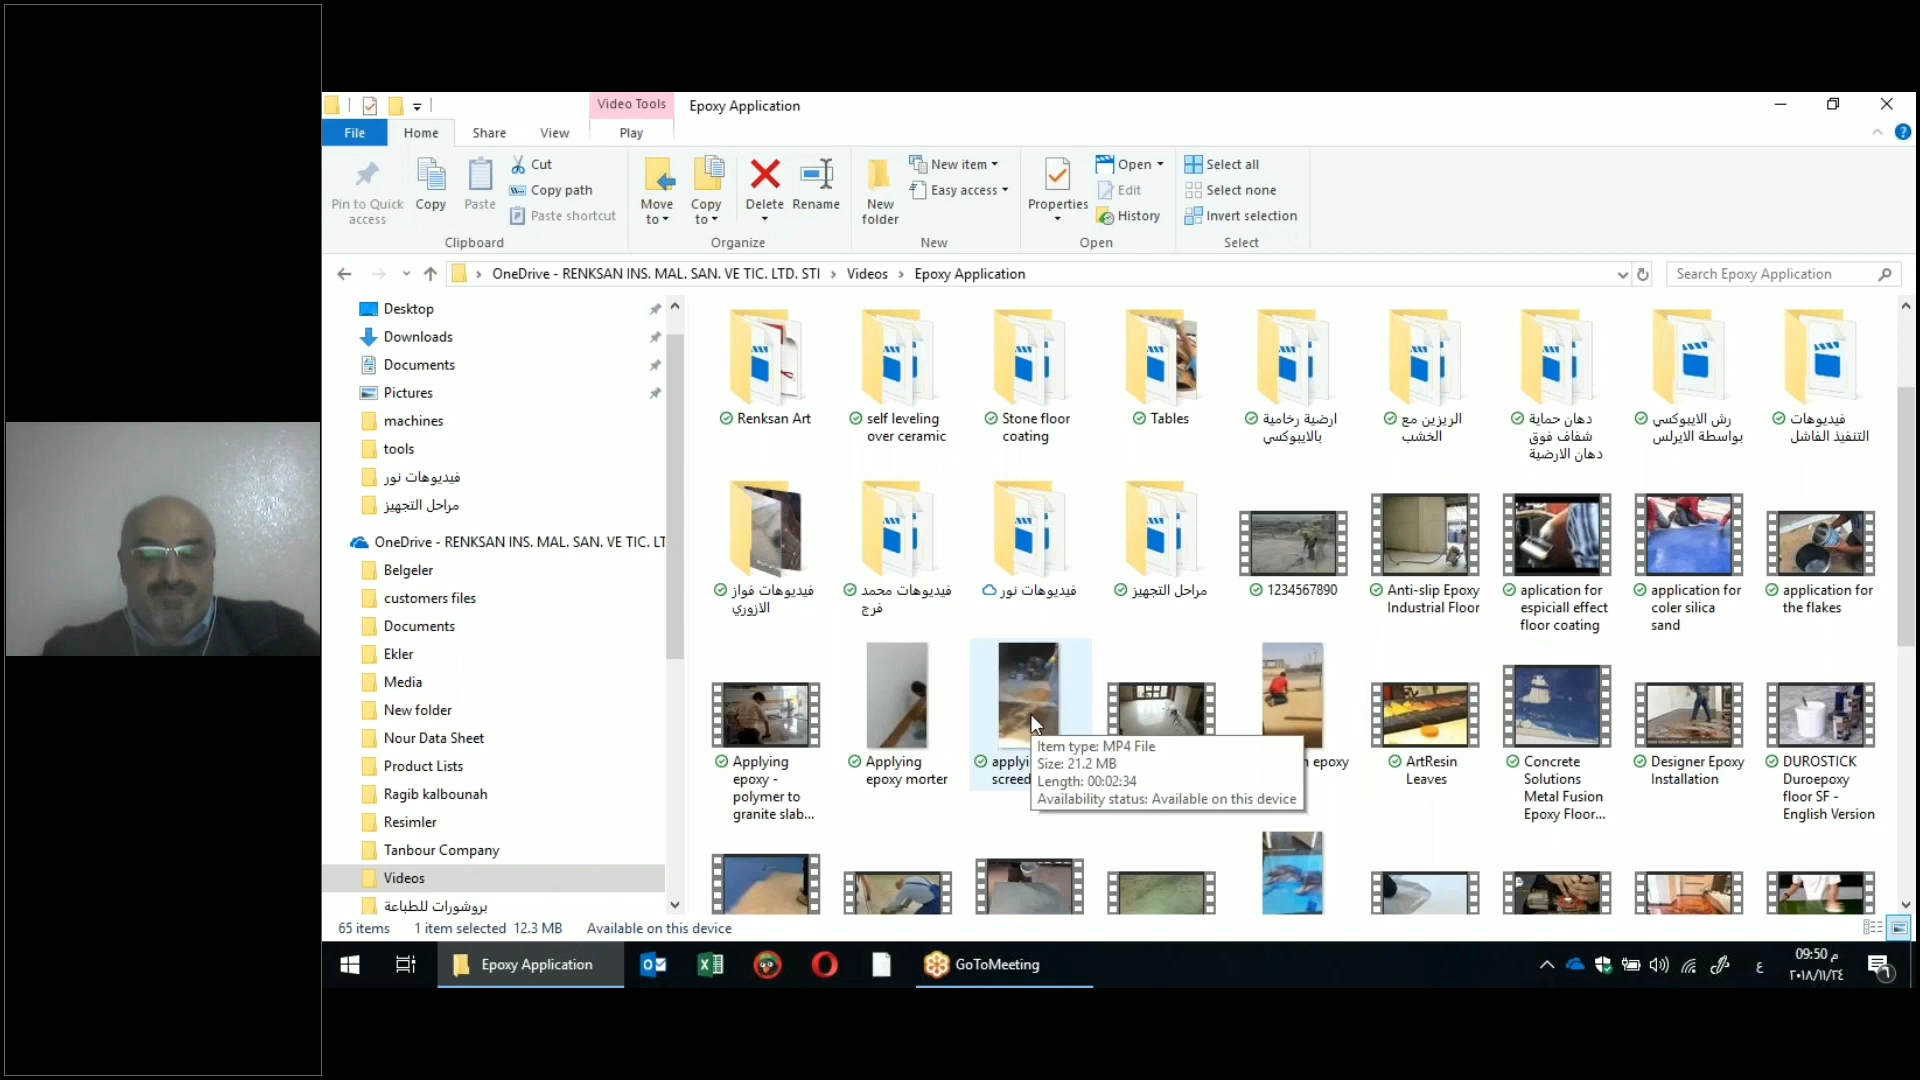 Video Tools
Epoxy Application
File
Home
Share
View
Play
Pin to Quick
access
Copy
Paste
Cut
Copy path
Paste shortcut
Clipboard
Move
to
Copy
to
Delete
Rename
Organize
New
folder
New item
Easy access
New
Properties
Open
Edit
History
Open
Select all
Select none
Invert selection
Select
OneDrive - RENKSAN INS. MAL. SAN. VE TIC. LTD. STI › Videos › Epoxy Application
Search Epoxy Application
Desktop
Downloads
Documents
Pictures
machines
tools
فيديوهات نور
مراحل التجهيز
OneDrive - RENKSAN INS. MAL. SAN. VE TIC. LT
Belgeler
customers files
Documents
Ekler
Media
New folder
Nour Data Sheet
Product Lists
Ragib kalbounah
Resimler
Tanbour Company
Videos
بروشورات للطباعة
Renksan Art
self leveling
over ceramic
Stone floor
coating
Tables
ارضية رخامية
بالايبوكسي
الريزين مع
الخشب
دهان حماية
شفاف فوق
دهان الارضية
رش الايبوكسي
بواسطة الايرلس
فيديوهات
التنفيذ الفاشل
فيديوهات فواز
الازوري
فيديوهات محمد
فرج
فيديوهات نور
مراحل التجهيز
1234567890
Anti-slip Epoxy
Industrial Floor
aplication for
espiciall effect
floor coating
application for
coler silica
sand
application for
the flakes
Applying
epoxy -
polymer to
granite slab...
Applying
epoxy morter
applyi
screed
Item type: MP4 File
Size: 21.2 MB
Length: 00:02:34
Availability status: Available on this device
n epoxy
ArtResin
Leaves
Concrete
Solutions
Metal Fusion
Epoxy Floor...
Designer Epoxy
Installation
DUROSTICK
Duroepoxy
floor SF -
English Version
65 items
1 item selected 12.3 MB
Available on this device
Epoxy Application
GoToMeeting
ع
09:50 م
٢٠١٨/١١/٢٤
٦